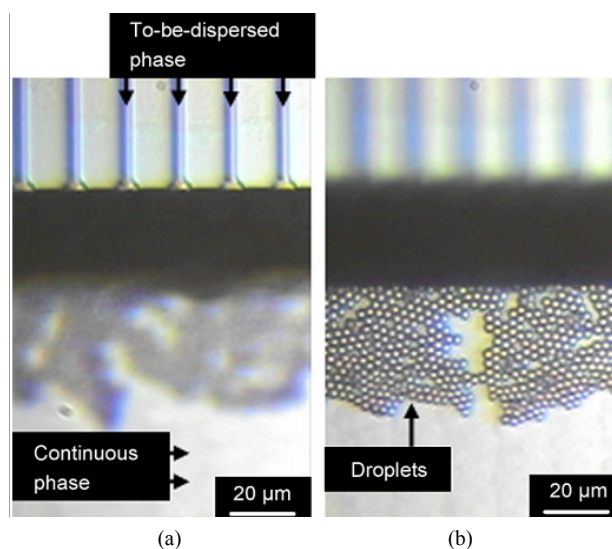 To-be-dispersed
phase
Continuous
phase
20 µm
Droplets
20 µm
(a)
(b)